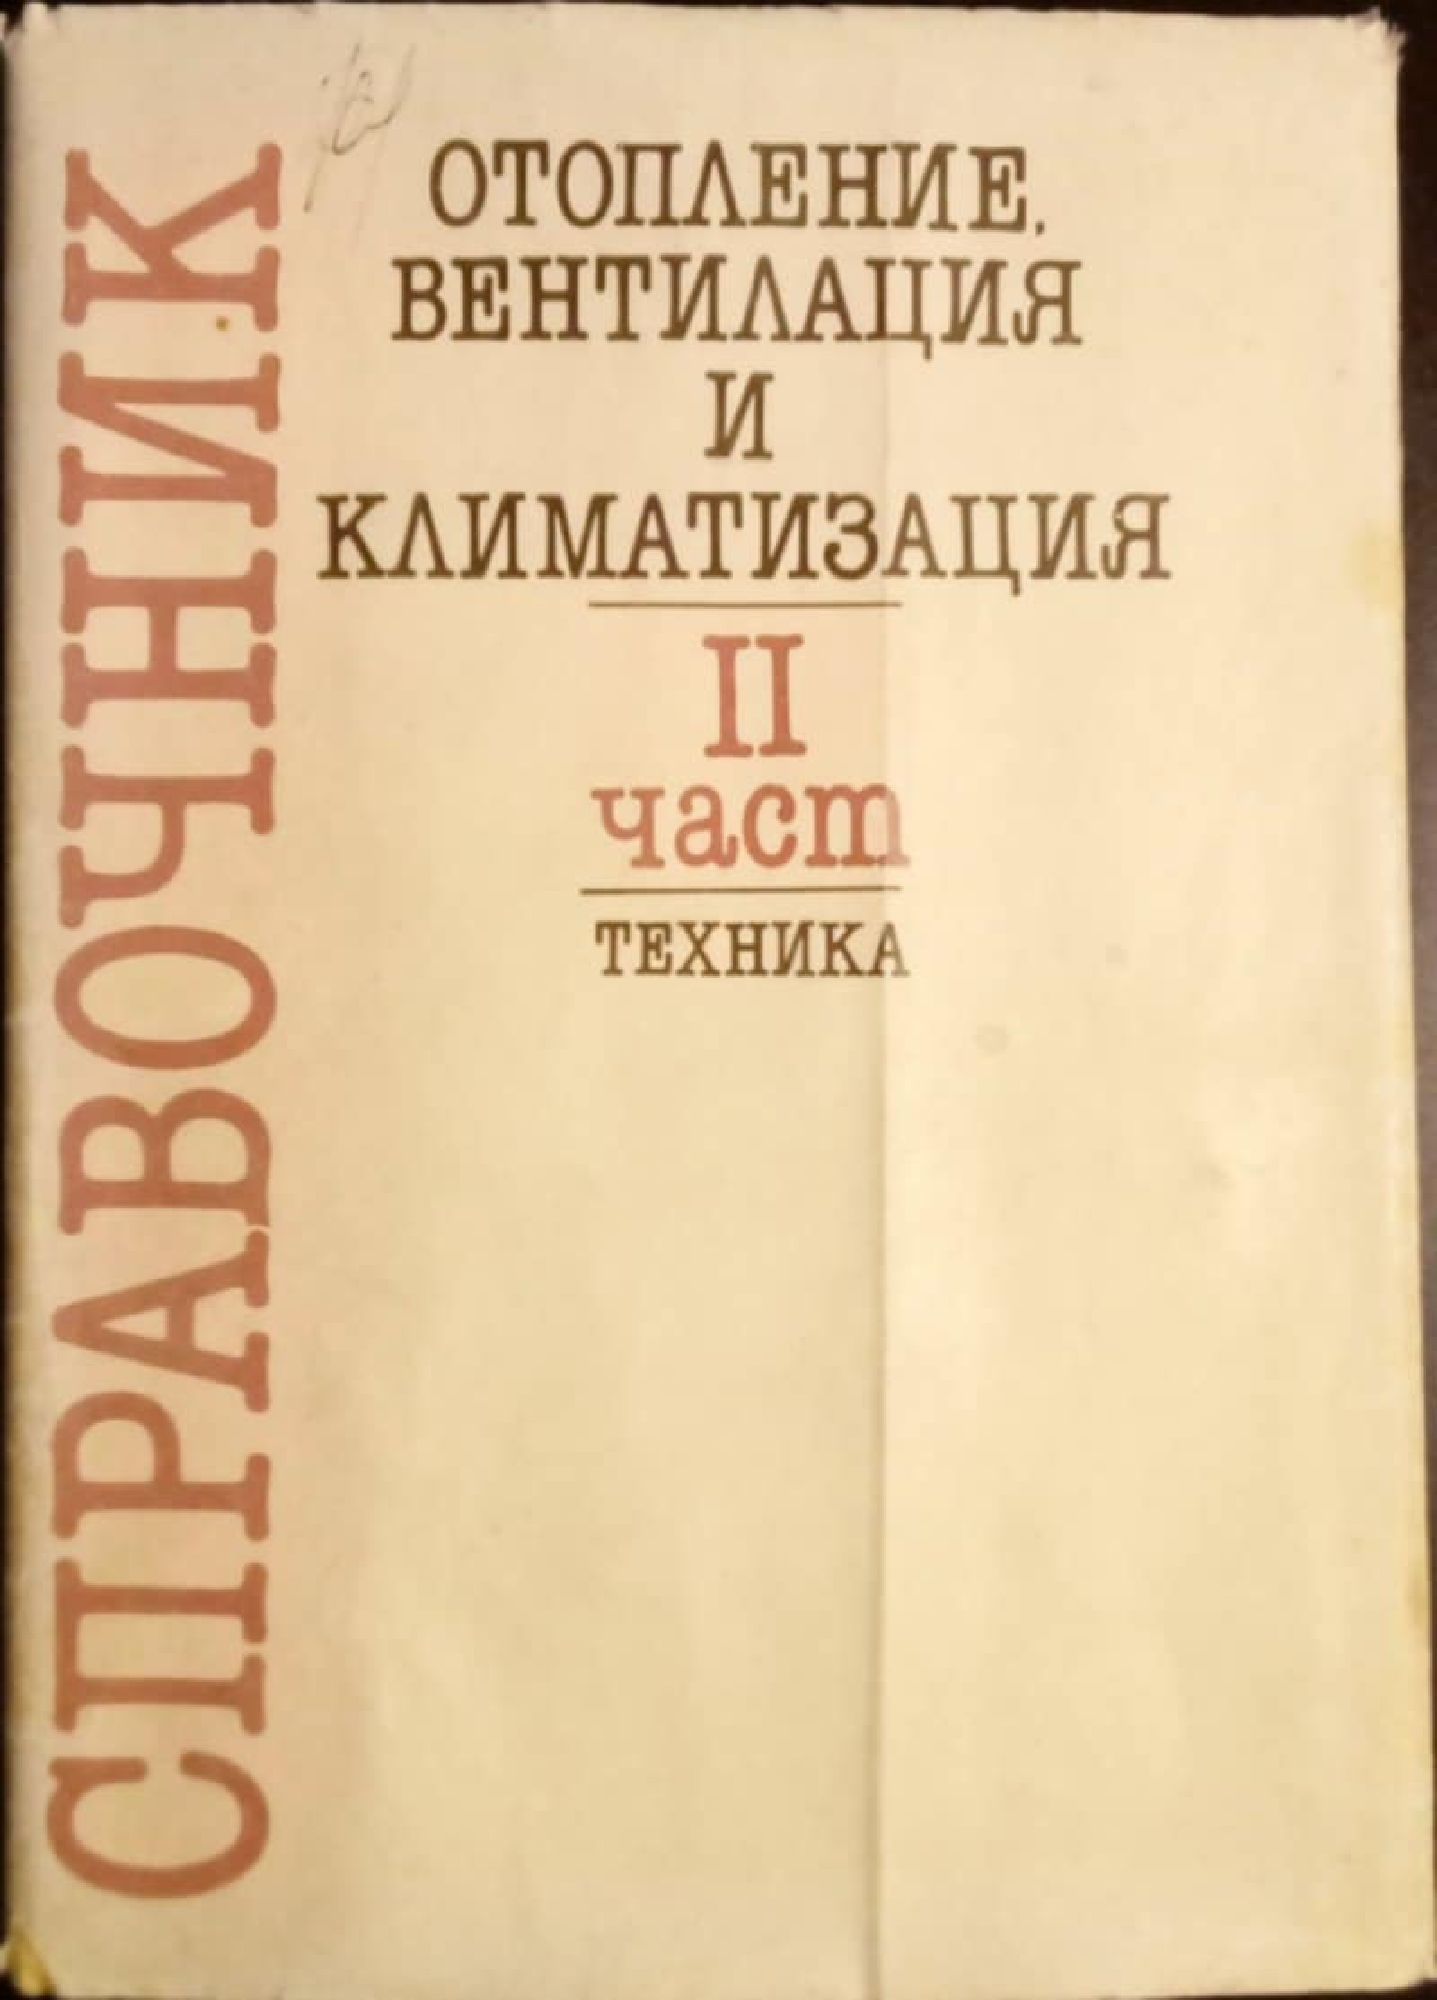 СПРАВОЧНИК
ОТОПЛЕНИЕ,
ВЕНТИЛАЦИЯ
И
КЛИМАТИЗАЦИЯ
II
част
ТЕХНИКА